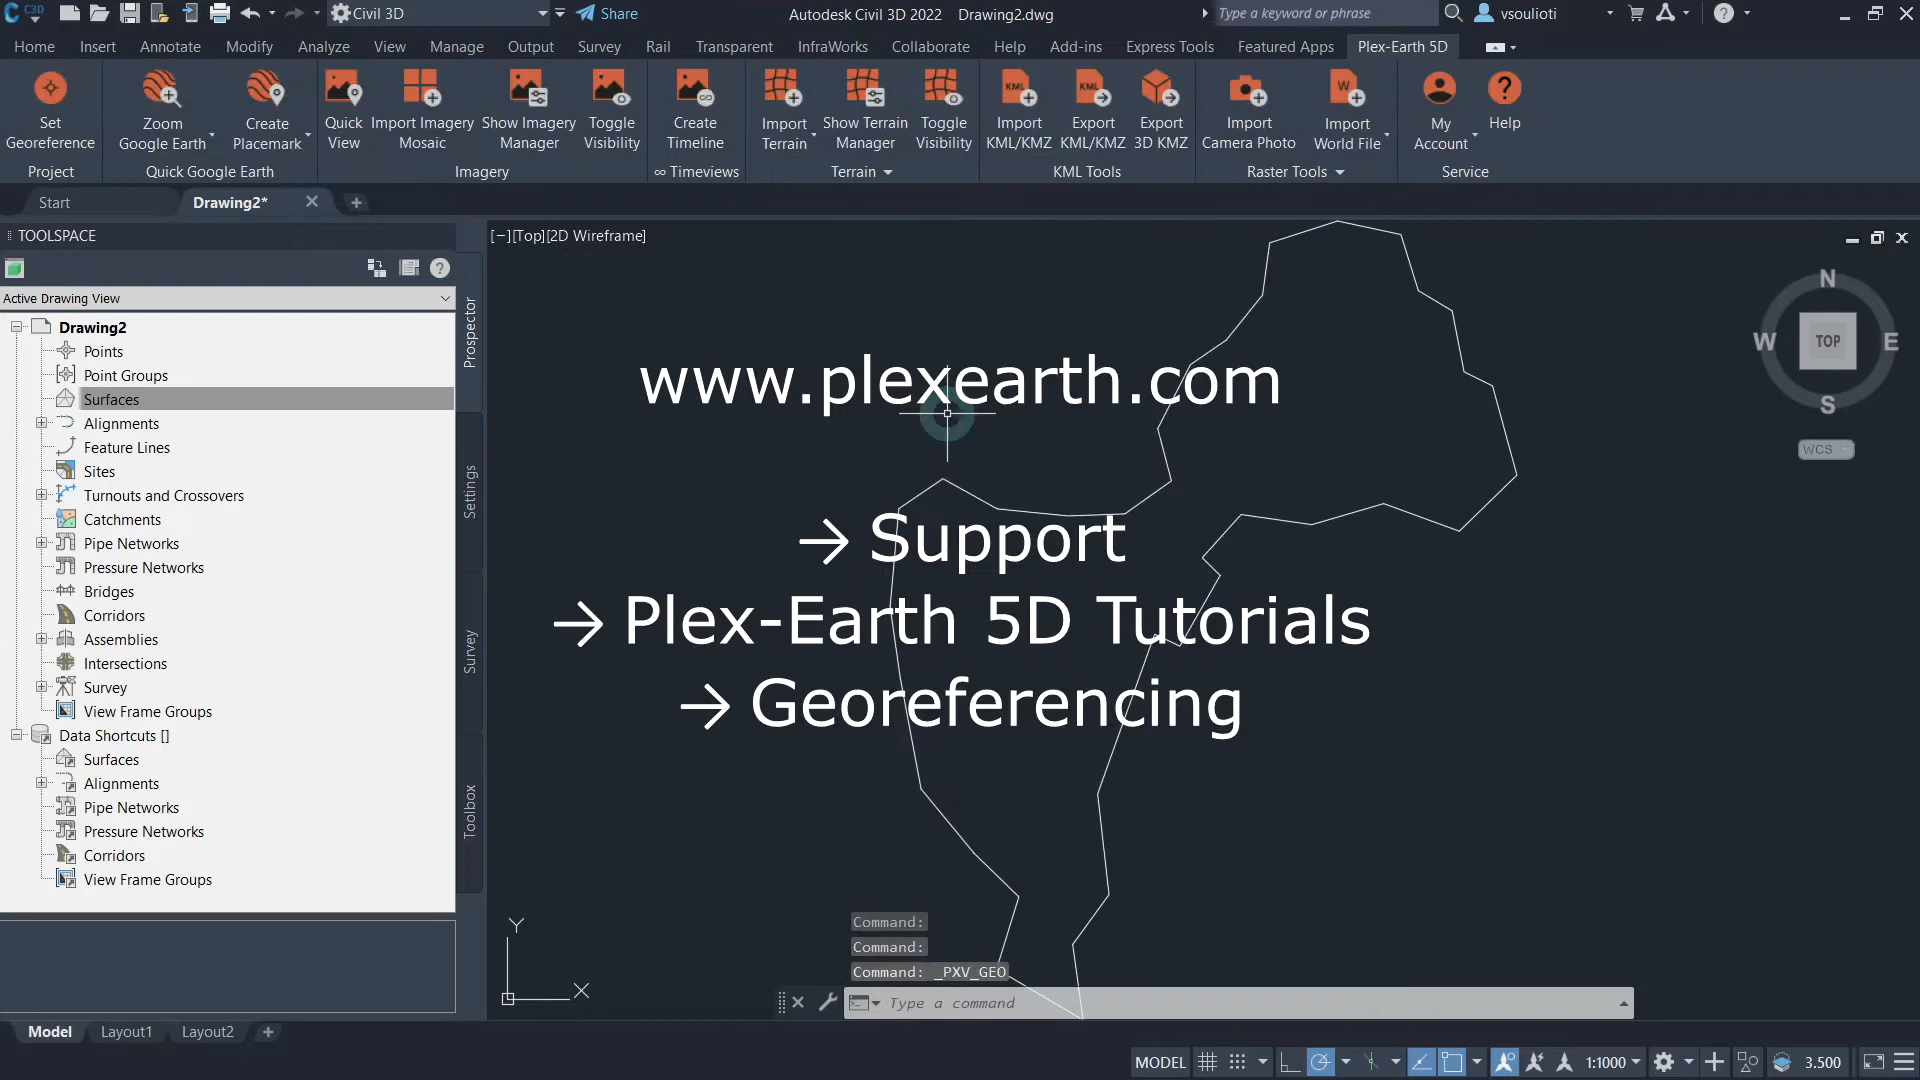 C3D
Civil 3D
Share
Autodesk Civil 3D 2022 Drawing2.dwg
Type a keyword or phrase
vsoulioti
Home Insert Annotate Modify Analyze View Manage Output Survey Rail Transparent InfraWorks Collaborate Help Add-ins Express Tools Featured Apps Plex-Earth 5D
Set Georeference
Zoom Google Earth
Create Placemark
Quick View
Import Imagery Mosaic
Show Imagery Manager
Toggle Visibility
Create Timeline
Import Terrain
Show Terrain Manager
Toggle Visibility
KML
Import KML/KMZ
KML
Export KML/KMZ
Export 3D KMZ
Import Camera Photo
W
Import World File
My Account
Help
Project Quick Google Earth Imagery ∞ Timeviews Terrain KML Tools Raster Tools Service
Start Drawing2*
TOOLSPACE
Active Drawing View
Drawing2
Points
Point Groups
Surfaces
Alignments
Feature Lines
Sites
Turnouts and Crossovers
Catchments
Pipe Networks
Pressure Networks
Bridges
Corridors
Assemblies
Intersections
Survey
View Frame Groups
Data Shortcuts []
Surfaces
Alignments
Pipe Networks
Pressure Networks
Corridors
View Frame Groups
Prospector
Settings
Survey
Toolbox
[−][Top][2D Wireframe]
N
W TOP E
S
WCS
www.plexearth.com
→ Support
→ Plex-Earth 5D Tutorials
→ Georeferencing
Y
X
Command:
Command:
Command: _PXV_GEO
Type a command
Model Layout1 Layout2
MODEL 1:1000 3.500